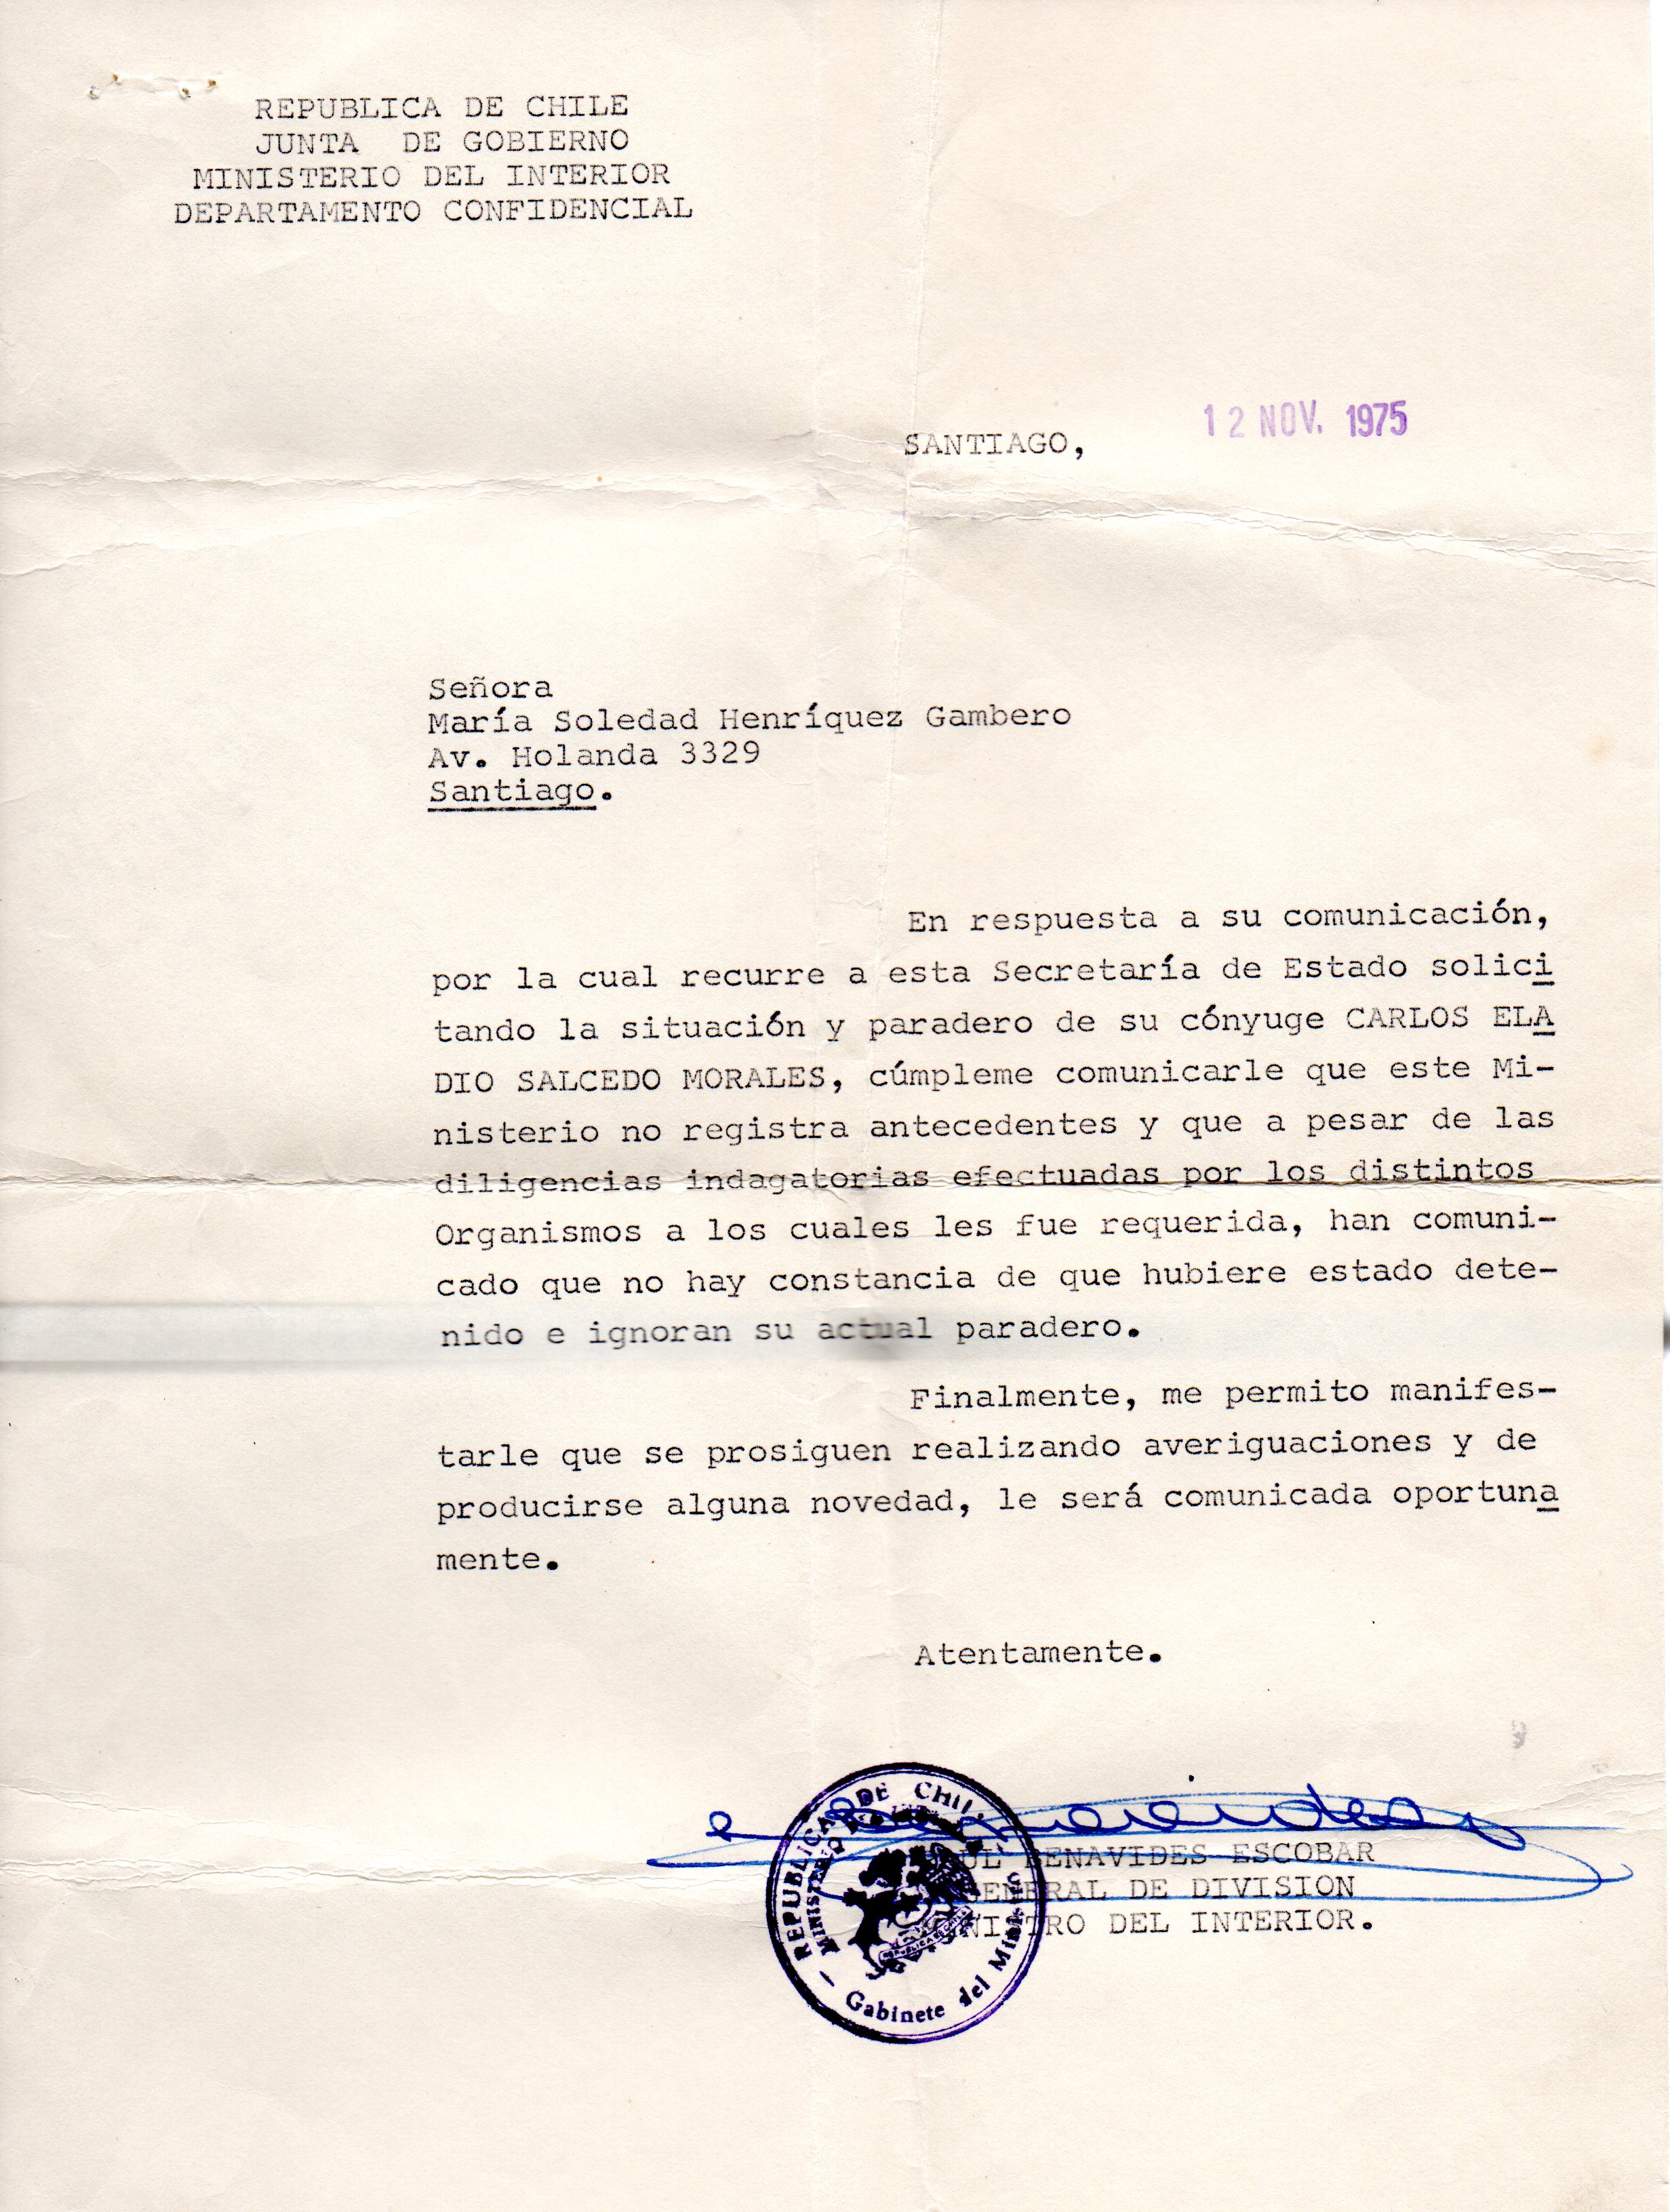 REPUBLICA DE CHILE
JUNTA DE GOBIERNO
MINISTERIO DEL INTERIOR
DEPARTAMENTO CONFIDENCIAL
SANTIAGO, 12 NOV. 1975
Señora
María Soledad Henríquez Gambero
Av. Holanda 3329
Santiago.
En respuesta a su comunicación,
por la cual recurre a esta Secretaría de Estado solici
tando la situación y paradero de su cónyuge CARLOS ELA
DIO SALCEDO MORALES, cúmpleme comunicarle que este Mi-
nisterio no registra antecedentes y que a pesar de las
diligencias indagatorias efectuadas por los distintos
Organismos a los cuales les fue requerida, han comuni-
cado que no hay constancia de que hubiere estado dete-
nido e ignoran su actual paradero.
Finalmente, me permito manifes-
tarle que se prosiguen realizando averiguaciones y de
producirse alguna novedad, le será comunicada oportuna
mente.
Atentamente.
BENAVIDES ESCOBAR
GENERAL DE DIVISION
MINISTRO DEL INTERIOR.
REPUBLICA DE CHILE
MINISTERIO
Gabinete del Ministro